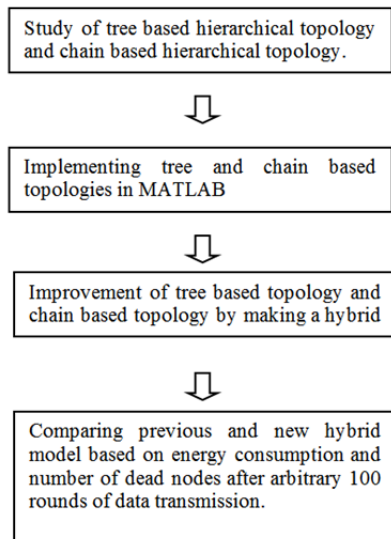 Study of tree based hierarchical topology
and chain based hierarchical topology.
Implementing tree and chain based
topologies in MATLAB
Improvement of tree based topology and
chain based topology by making a hybrid
Comparing previous and new hybrid
model based on energy consumption and
number of dead nodes after arbitrary 100
rounds of data transmission.